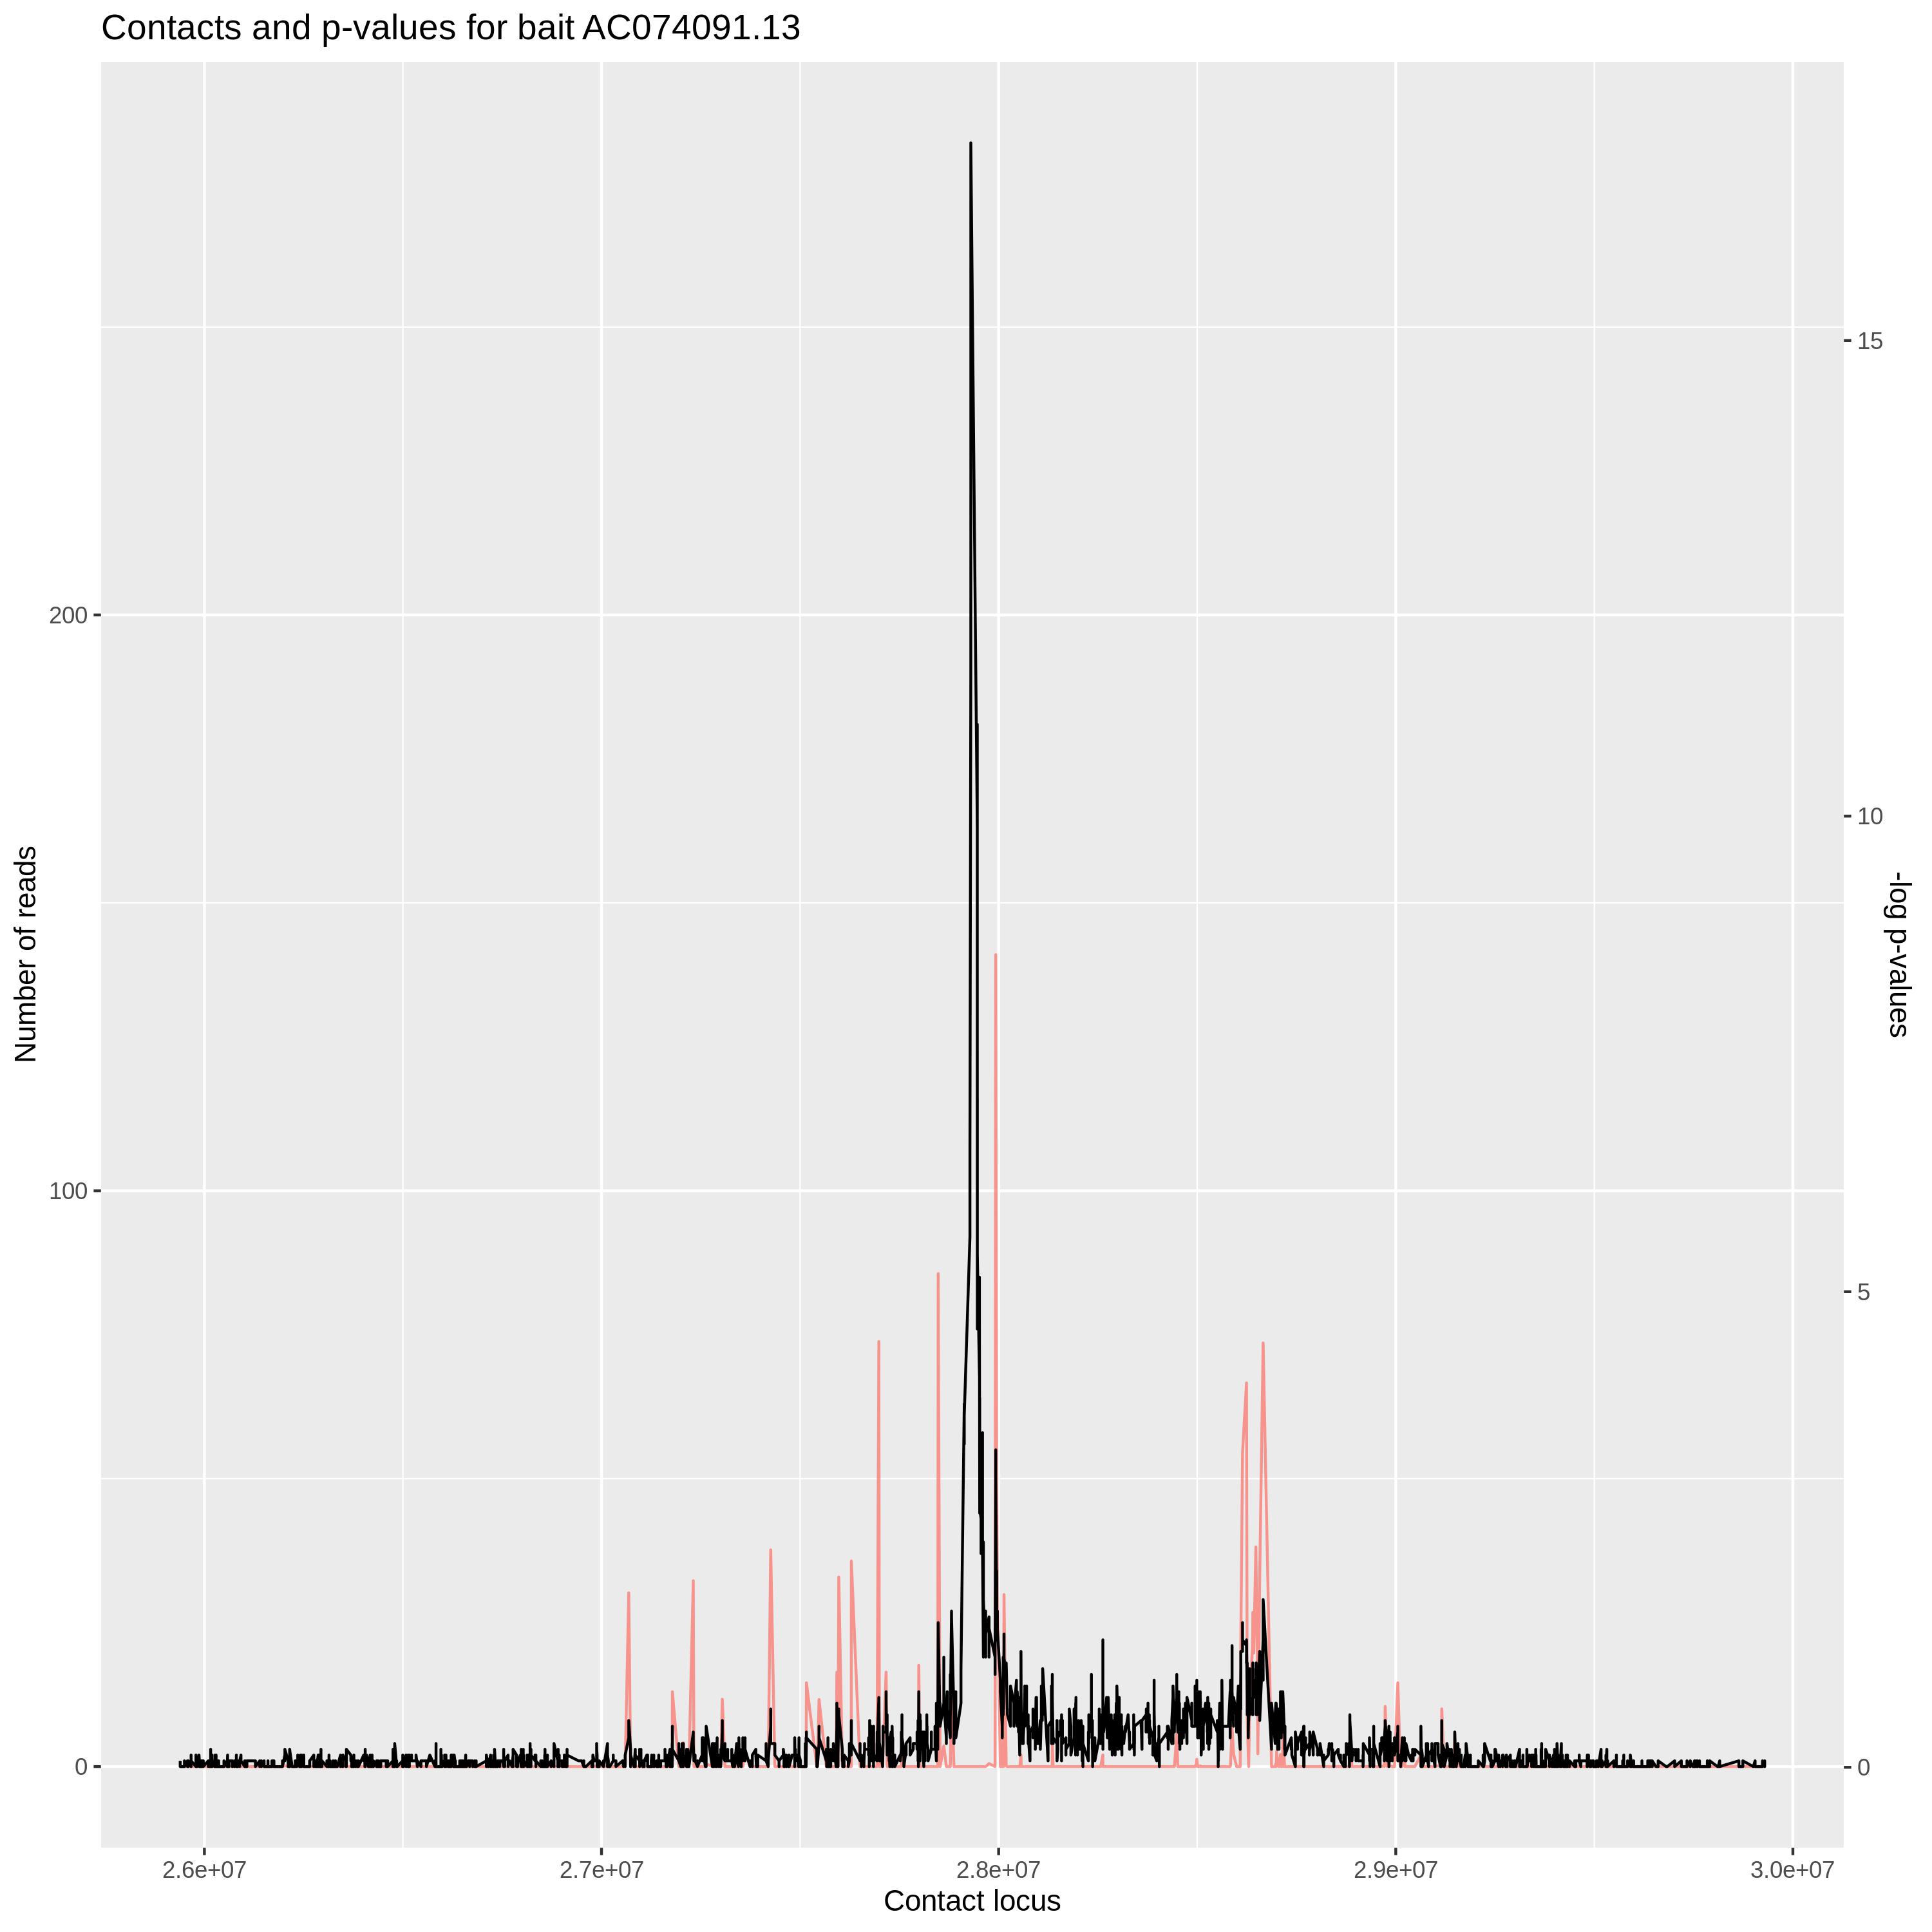 Contacts and p-values for bait AC074091.13
Number of reads
200
100
0
15
10
5
0
-log p-values
2.6e+07 2.7e+07 2.8e+07 2.9e+07 3.0e+07
Contact locus